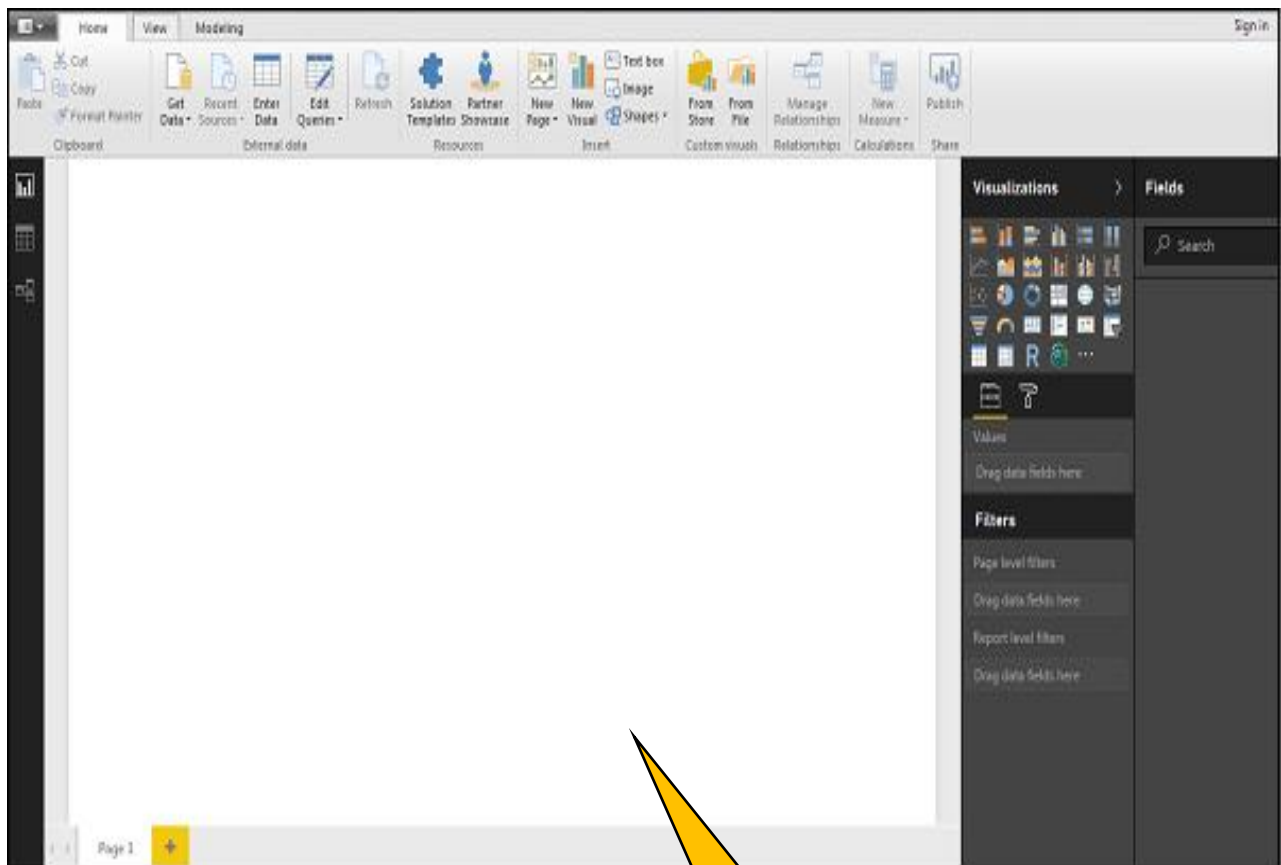 Home View Modeling Sign in
Paste
Cut
Copy
Format Painter
Clipboard
Get Data
Recent Sources
Enter Data
Edit Queries
Refresh
External data
Solution Templates
Partner Showcase
Resources
New Page
New Visual
Text box
Image
Shapes
Insert
From Store
From File
Custom visuals
Manage Relationships
Relationships
New Measure
Calculations
Publish
Share
Visualizations
Fields
Search
R
Values
Drag data fields here
Filters
Page level filters
Drag data fields here
Report level filters
Drag data fields here
Page 1